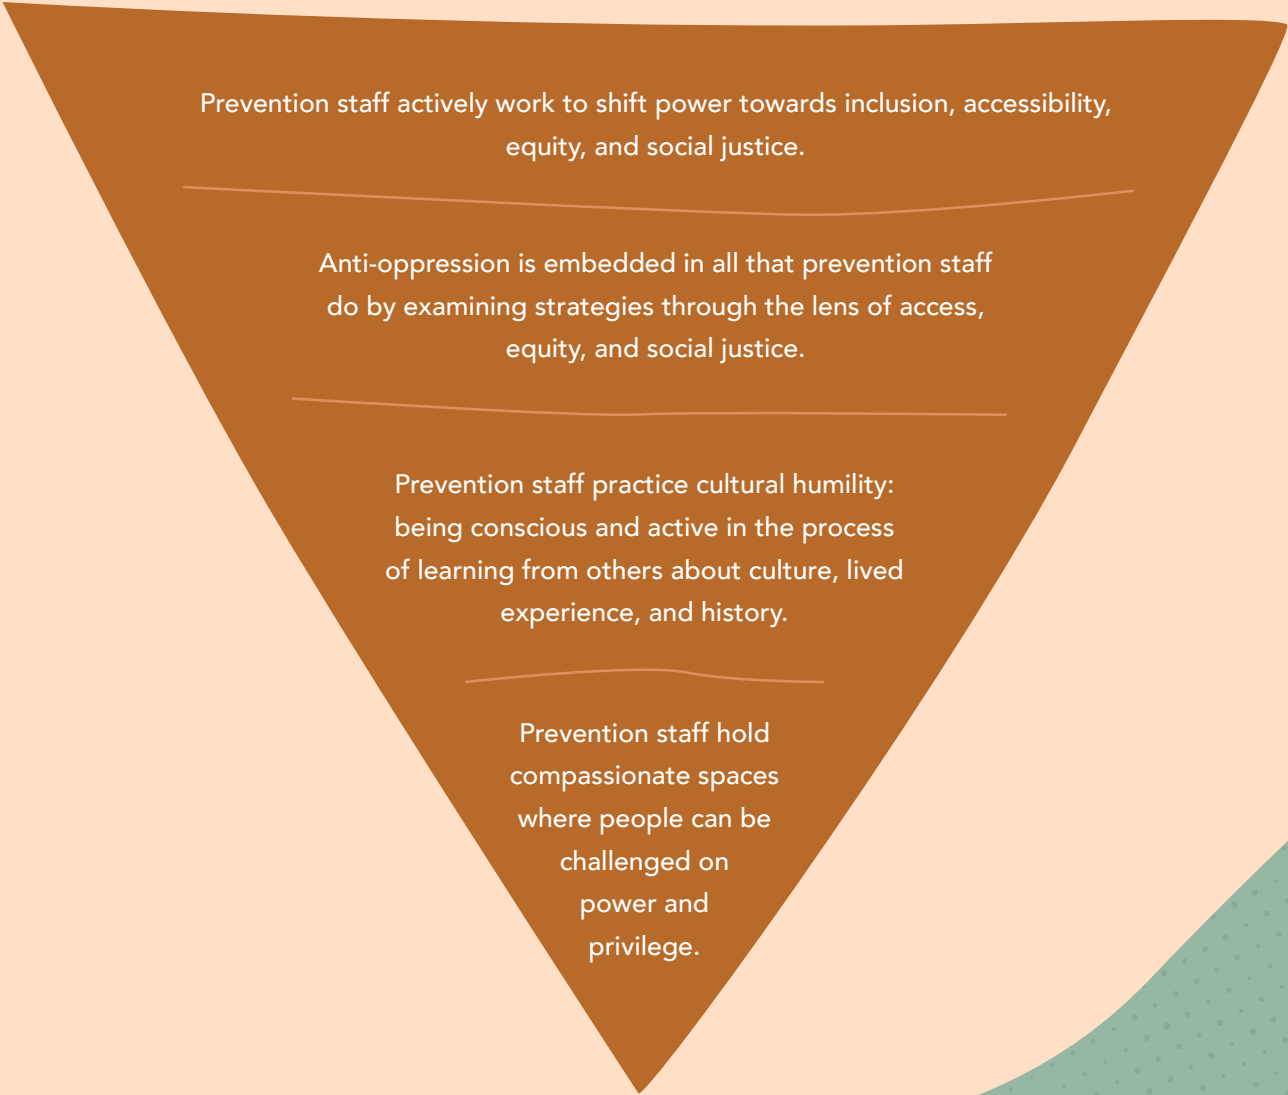 Prevention staff actively work to shift power towards inclusion, accessibility,
equity, and social justice.
Anti-oppression is embedded in all that prevention staff
do by examining strategies through the lens of access,
equity, and social justice.
Prevention staff practice cultural humility:
being conscious and active in the process
of learning from others about culture, lived
experience, and history.
Prevention staff hold
compassionate spaces
where people can be
challenged on
power and
privilege.